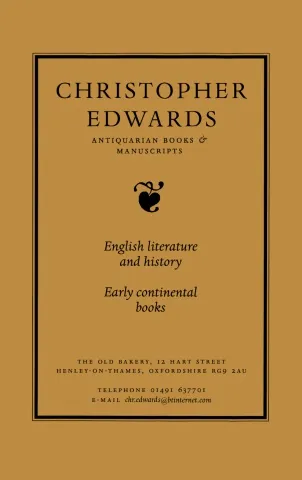 CHRISTOPHER
EDWARDS
ANTIQUARIAN BOOKS &
MANUSCRIPTS
English literature
and history
Early continental
books
THE OLD BAKERY, 12 HART STREET
HENLEY-ON-THAMES, OXFORDSHIRE RG9 2AU
TELEPHONE 01491 637701
E-MAIL chr.edwards@btinternet.com